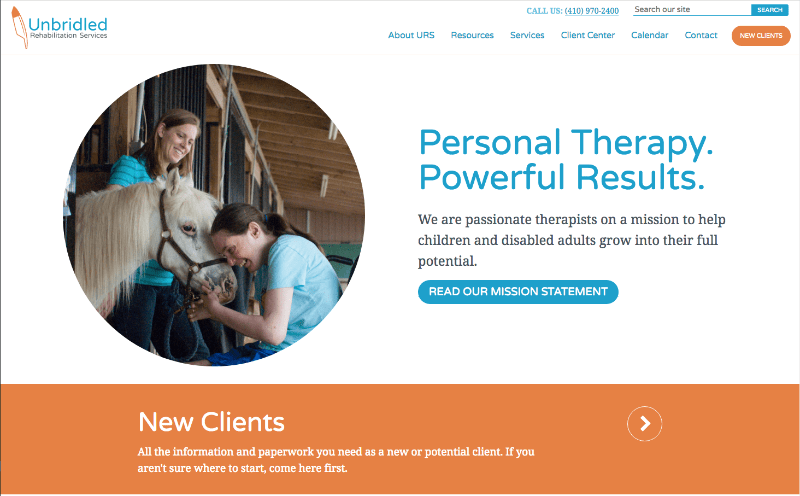 CALL US: (410) 970-2400
Search our site
SEARCH
Unbridled
Rehabilitation Services
About URS
Resources
Services
Client Center
Calendar
Contact
NEW CLIENTS
Personal Therapy.
Powerful Results.
We are passionate therapists on a mission to help
children and disabled adults grow into their full
potential.
READ OUR MISSION STATEMENT
New Clients
All the information and paperwork you need as a new or potential client. If you
aren't sure where to start, come here first.